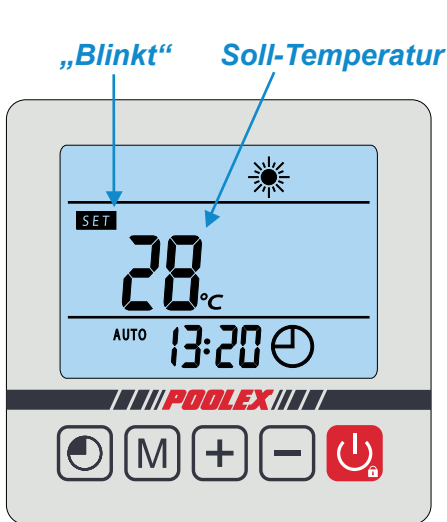 „Blinkt“ Soll-Temperatur
SET
28°C
AUTO 13:20
POOLEX
M + −